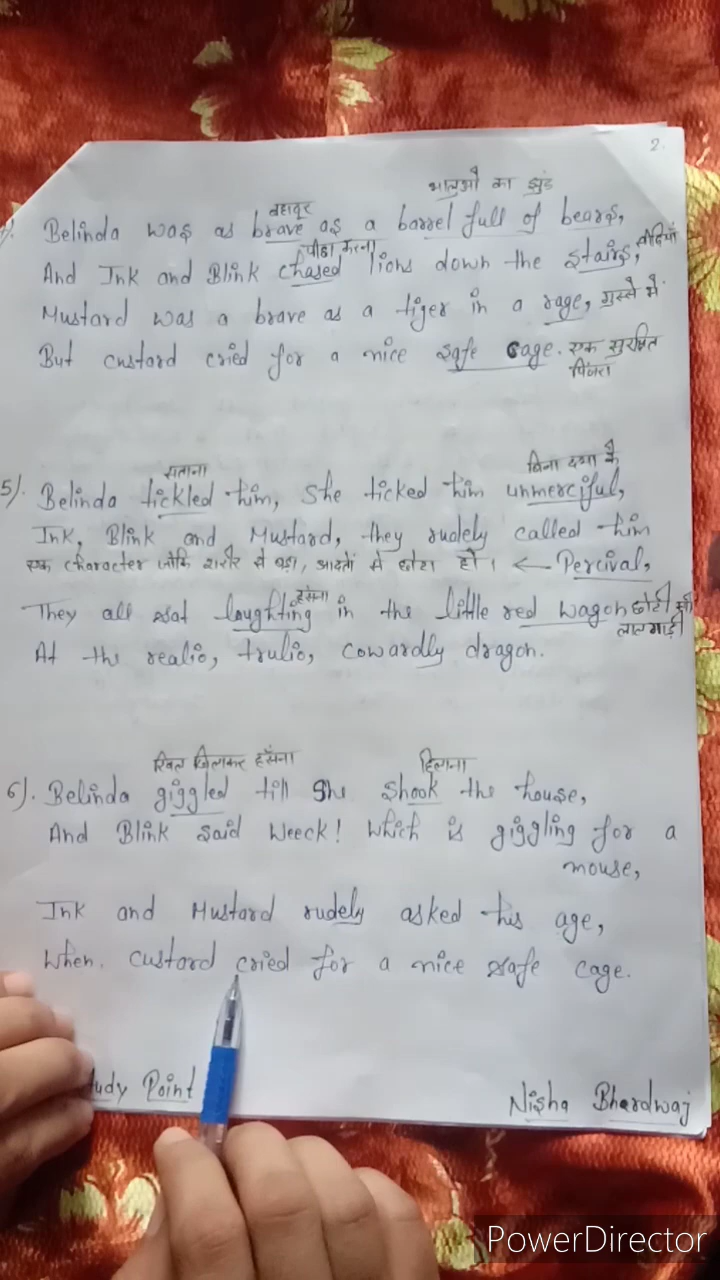 2.
भालुओ का झुंड
बहादूर
Belinda was as brave as a barrel full of bears,
पीछा करना
And Ink and Blink chased lions down the stairs, सीढियां
Mustard was a brave as a tiger in a rage, गुस्से में
But custard cried for a nice safe cage. एक सुरक्षित
पिंजरा
सताना बिना दया के
5). Belinda tickled him, She ticked him unmerciful,
Ink, Blink and Mustard, they rudely called him
एक character जोकि शरीर से बड़ा, आदतों से छोटा हो। ← Percival,
हंसना
They all sat laughting in the little red wagon छोटी सी
लालगाड़ी
At the realio, trulio, cowardly dragon.
खिल खिलाकर हँसना हिलाना
6). Belinda giggled till She shook the house,
And Blink said Weeck! Which is giggling for a
mouse,
Ink and Mustard rudely asked his age,
When. custard cried for a nice safe cage.
tudy Point
Nisha Bhardwaj
PowerDirector